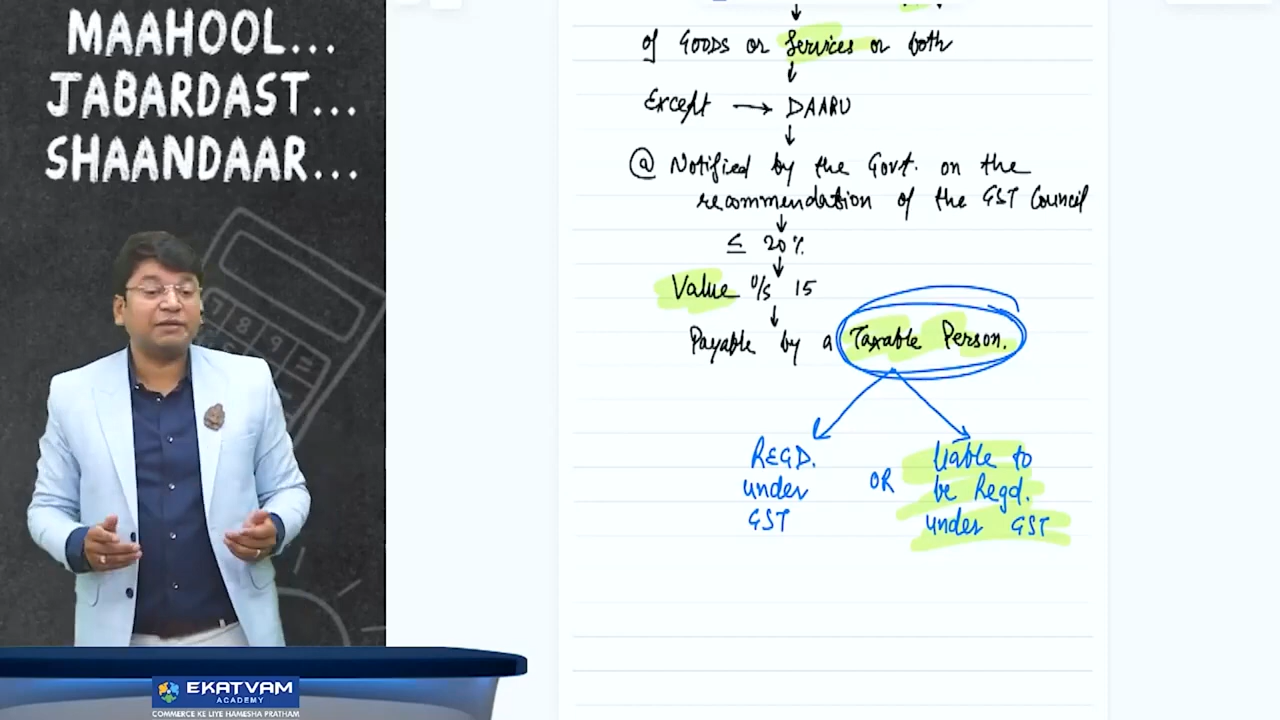 MAAHOOL...
JABARDAST...
SHAANDAAR...
of GOODS or Services or both
Except → DAARU
@ Notified by the Govt. on the
recommendation of the GST Council
≤ 20%
Value u/s 15
Payable by a Taxable Person.
REGD.
under
GST
OR
liable to
be Regd.
under GST
EKATVAM
ACADEMY
COMMERCE KE LIYE HAMESHA PRATHAM